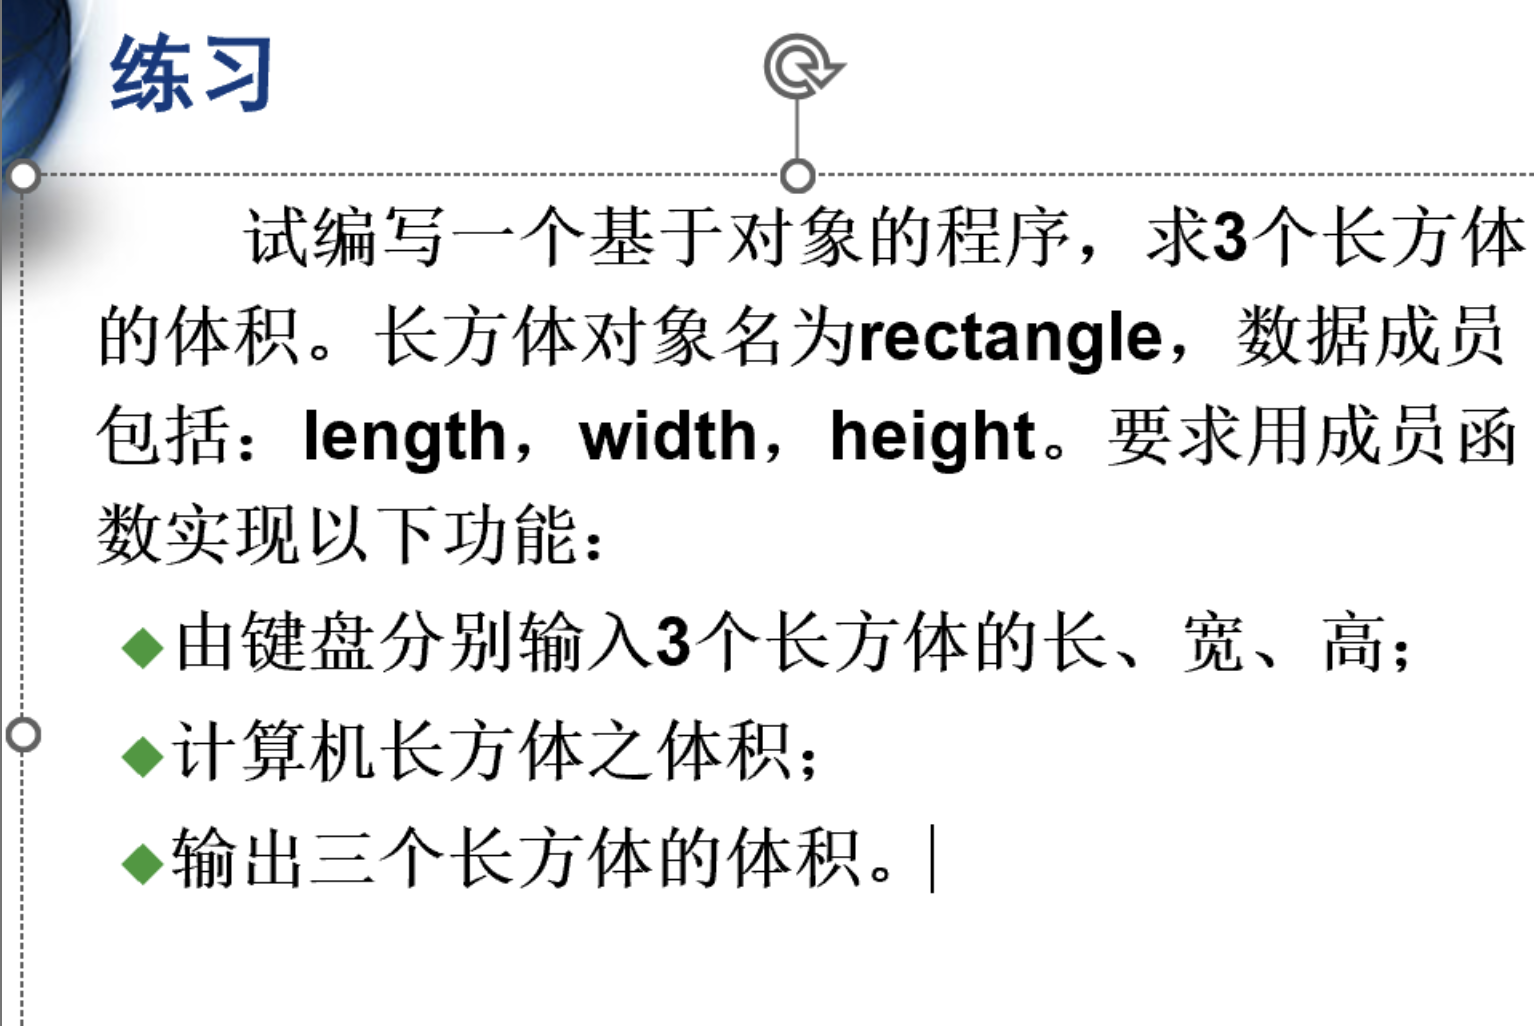 练习
试编写一个基于对象的程序，求3个长方体
的体积。长方体对象名为rectangle，数据成员
包括：length，width，height。要求用成员函
数实现以下功能：
由键盘分别输入3个长方体的长、宽、高；
计算机长方体之体积；
输出三个长方体的体积。